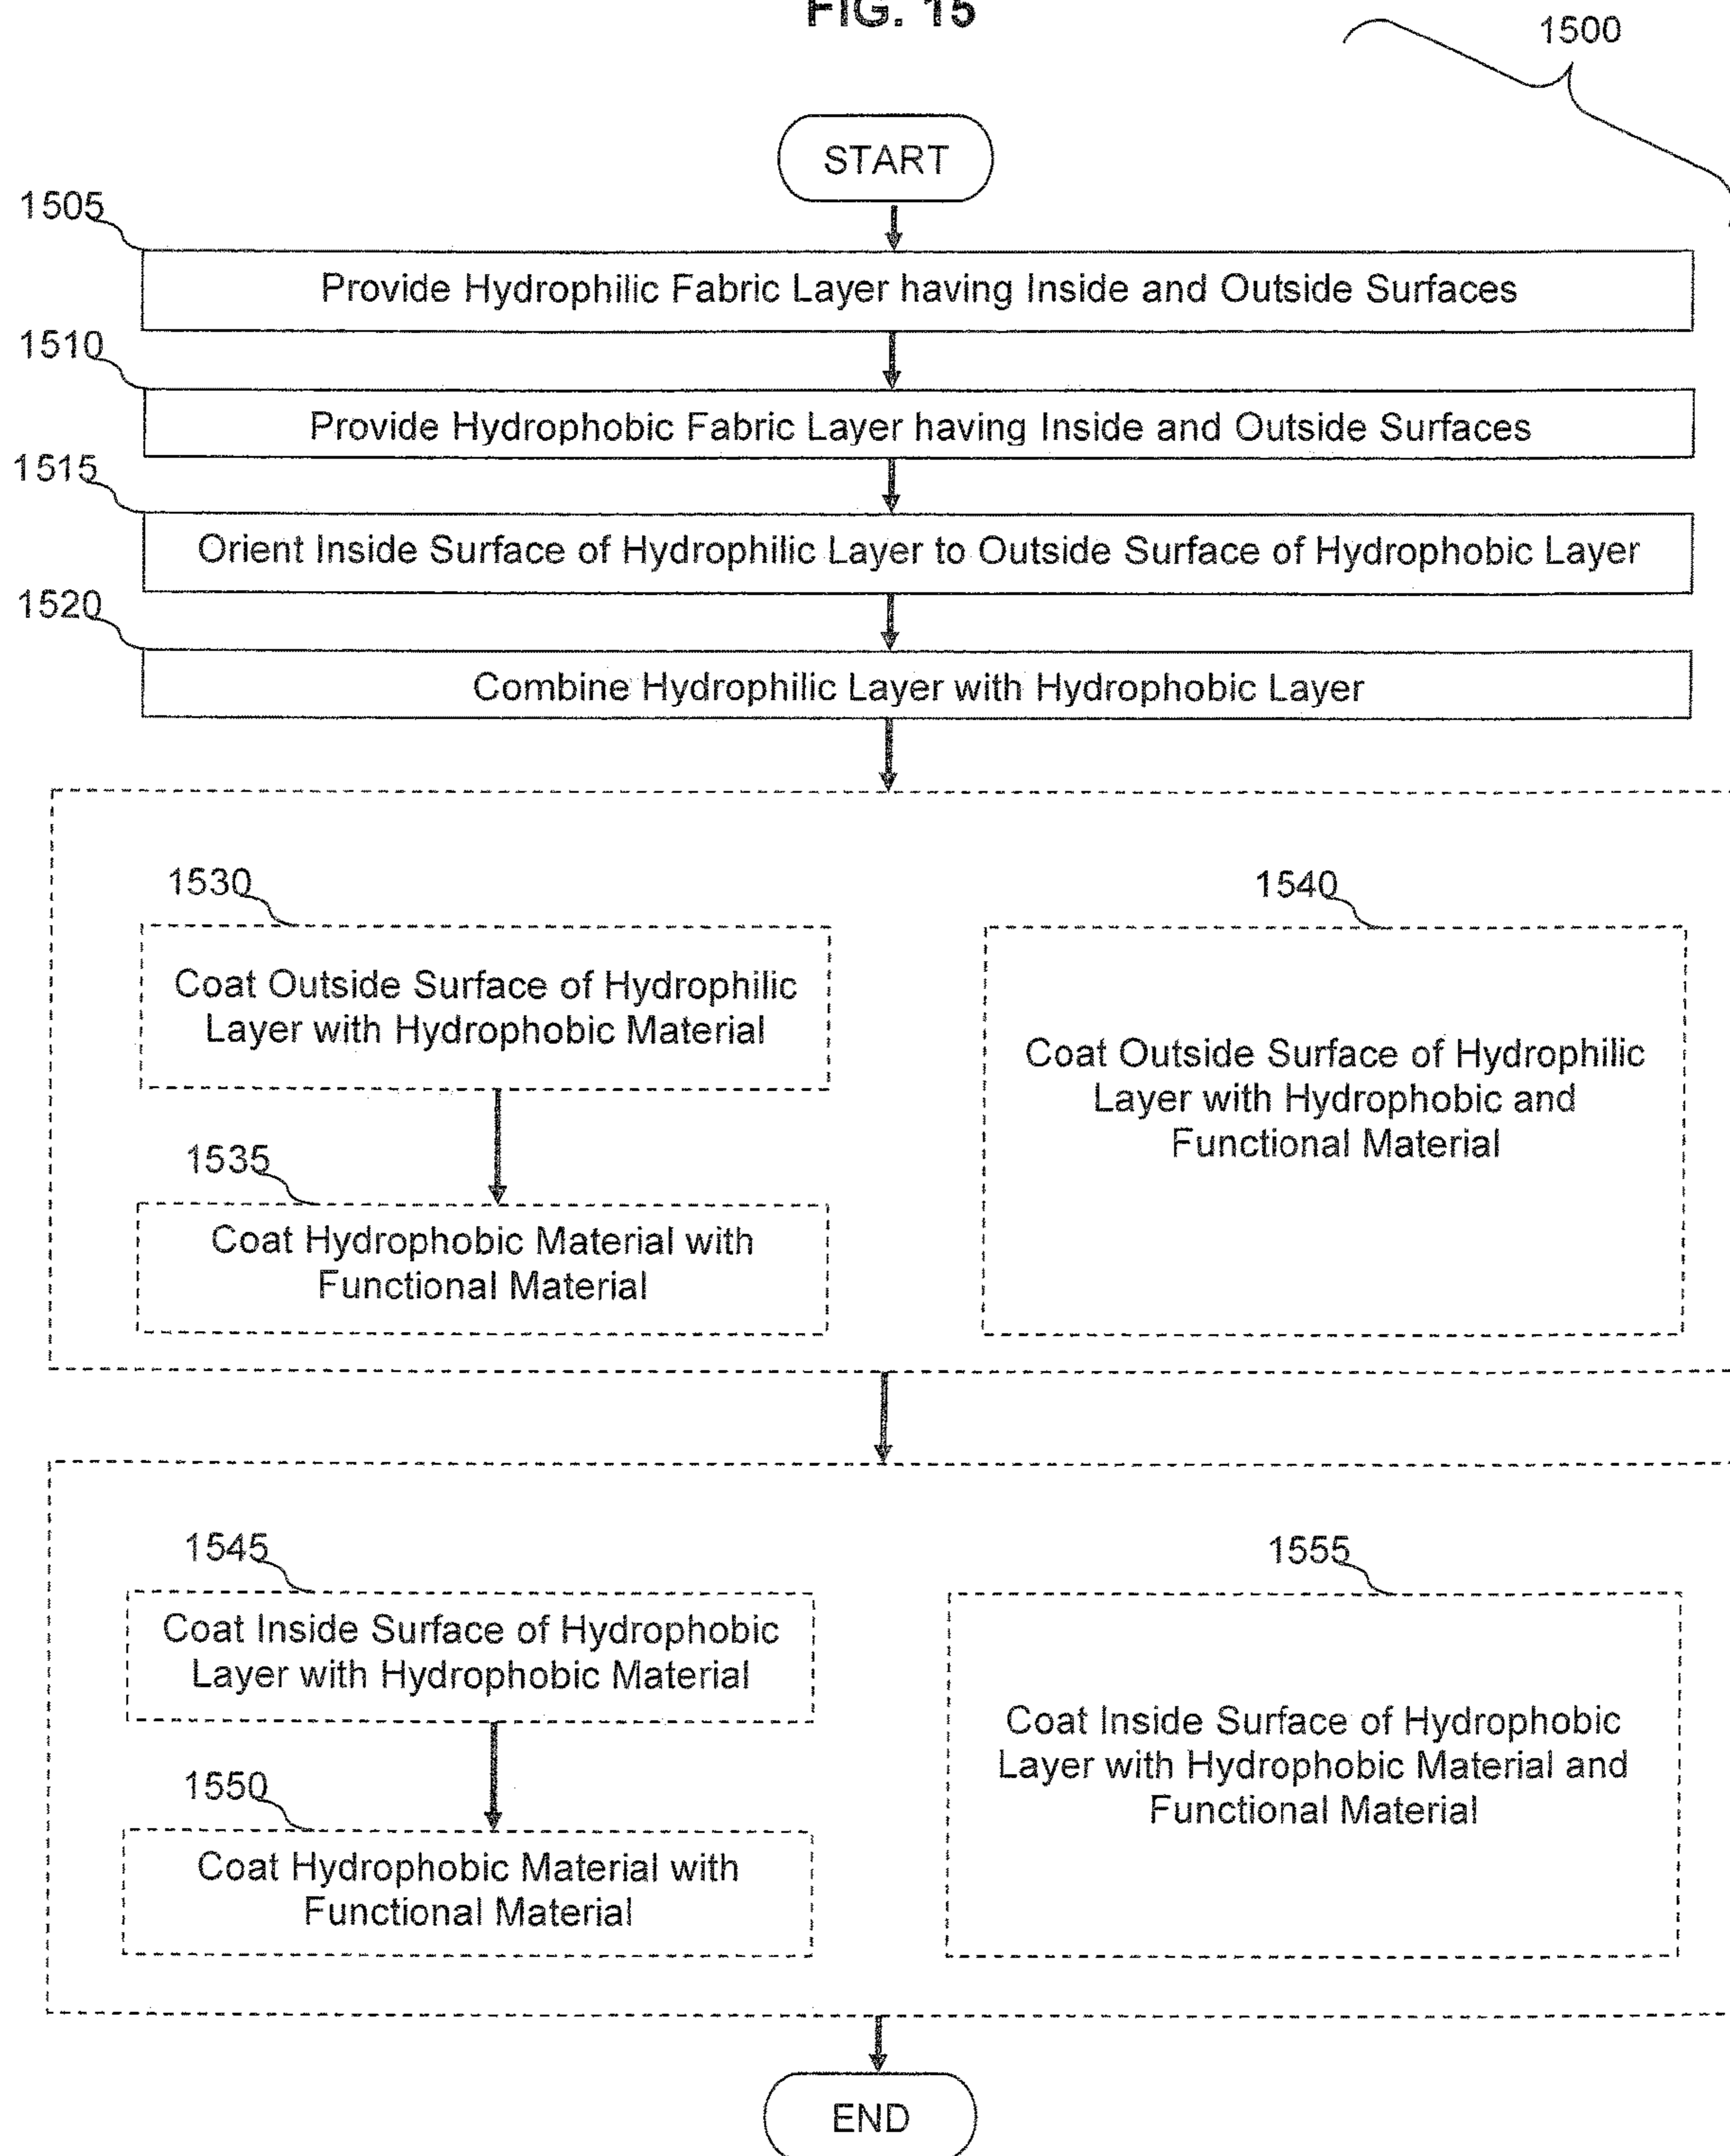 FIG. 15
1500
START
1505
Provide Hydrophilic Fabric Layer having Inside and Outside Surfaces
1510
Provide Hydrophobic Fabric Layer having Inside and Outside Surfaces
1515
Orient Inside Surface of Hydrophilic Layer to Outside Surface of Hydrophobic Layer
1520
Combine Hydrophilic Layer with Hydrophobic Layer
1530
Coat Outside Surface of Hydrophilic
Layer with Hydrophobic Material
1535
Coat Hydrophobic Material with
Functional Material
1540
Coat Outside Surface of Hydrophilic
Layer with Hydrophobic and
Functional Material
1545
Coat Inside Surface of Hydrophobic
Layer with Hydrophobic Material
1550
Coat Hydrophobic Material with
Functional Material
1555
Coat Inside Surface of Hydrophobic
Layer with Hydrophobic Material and
Functional Material
END